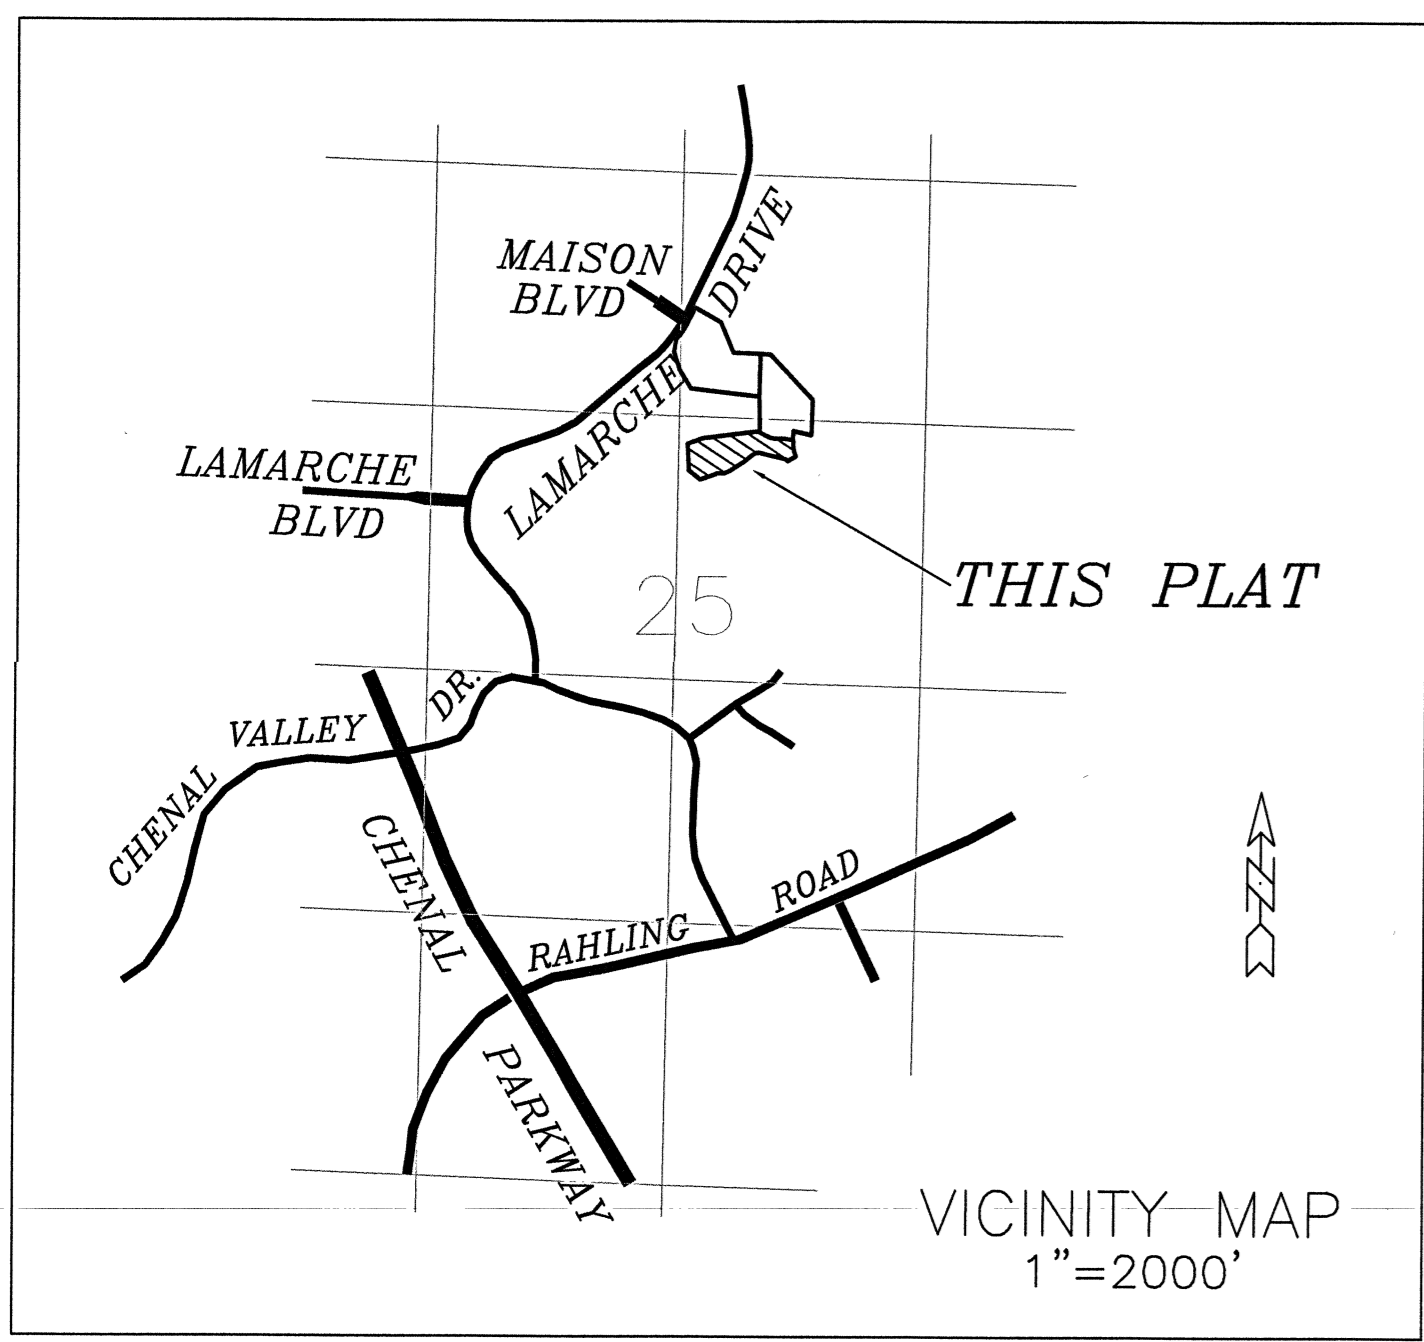 MAISON
BLVD
DRIVE
LAMARCHE
LAMARCHE
BLVD
THIS PLAT
25
CHENAL VALLEY DR.
CHENAL PARKWAY
RAHLING ROAD
N
VICINITY MAP
1"=2000'